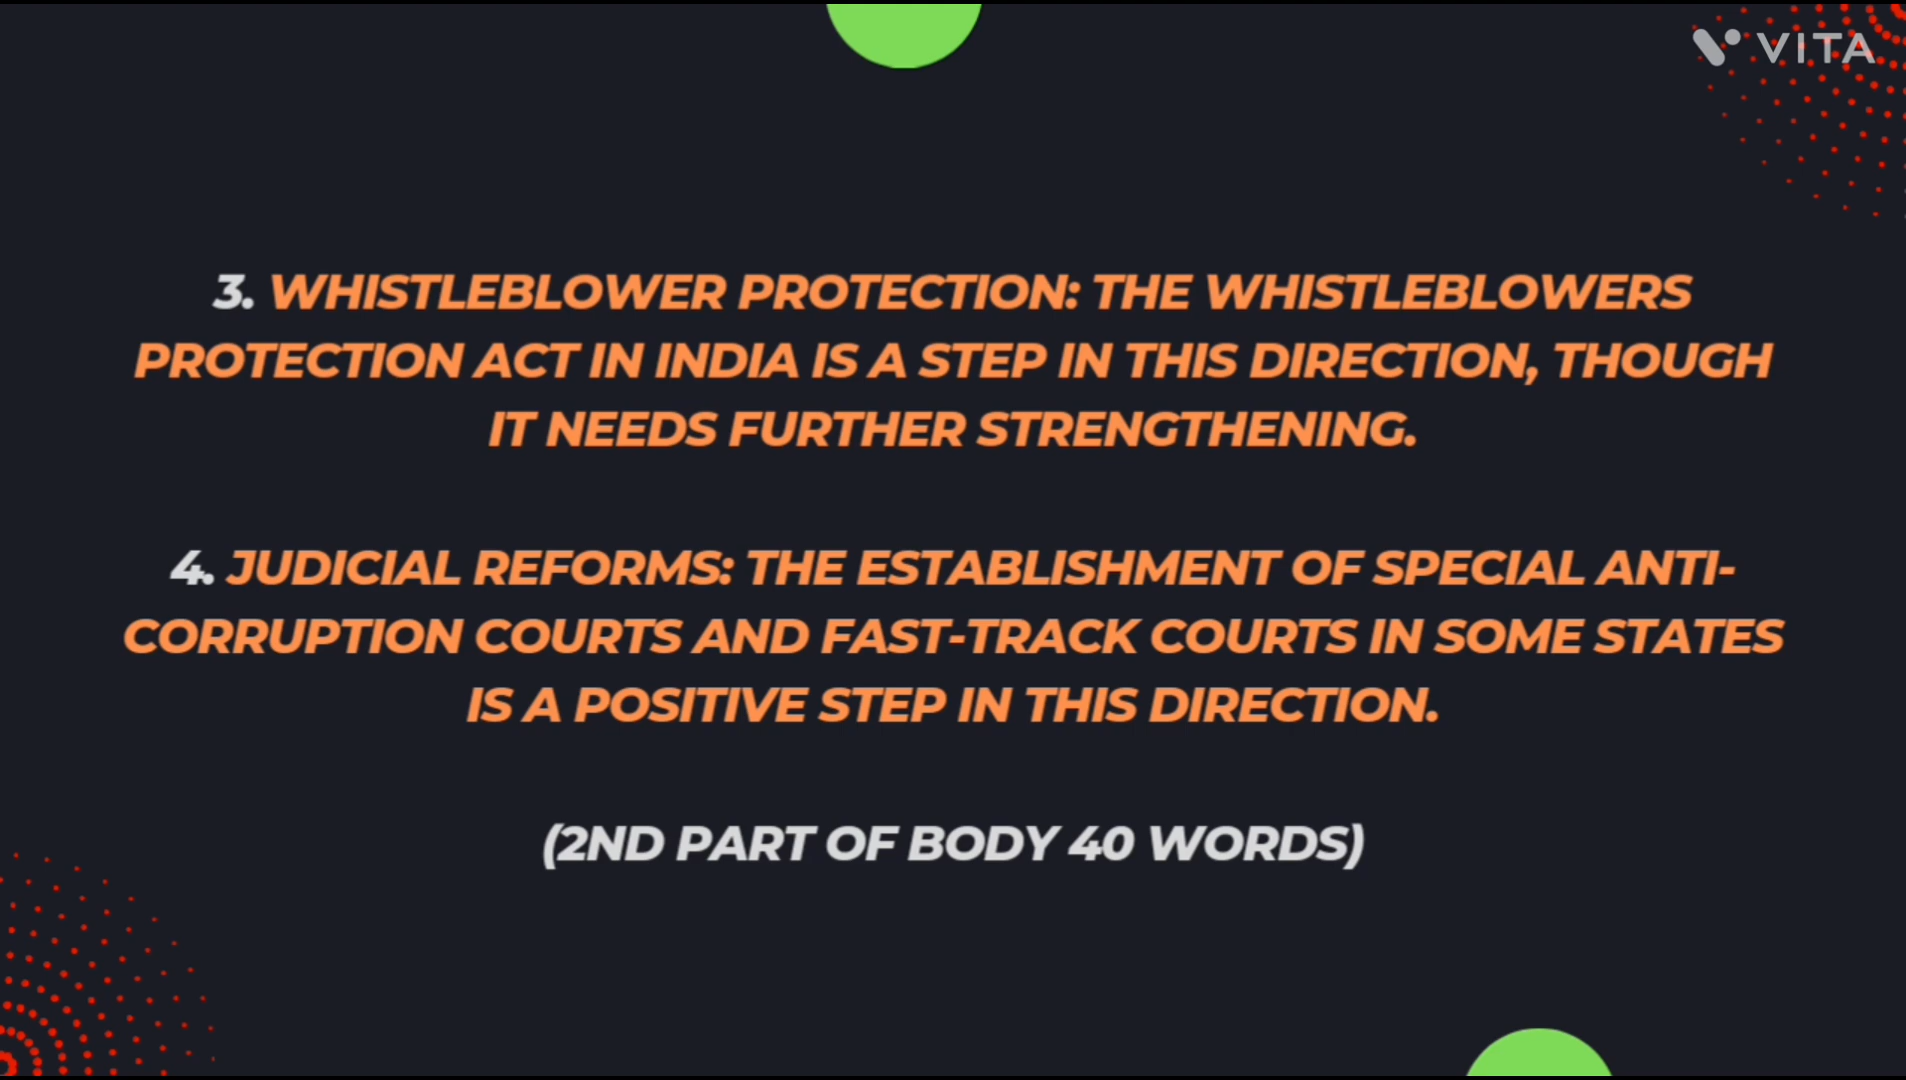 VITA
3. WHISTLEBLOWER PROTECTION: THE WHISTLEBLOWERS
PROTECTION ACT IN INDIA IS A STEP IN THIS DIRECTION, THOUGH
IT NEEDS FURTHER STRENGTHENING.
4. JUDICIAL REFORMS: THE ESTABLISHMENT OF SPECIAL ANTI-
CORRUPTION COURTS AND FAST-TRACK COURTS IN SOME STATES
IS A POSITIVE STEP IN THIS DIRECTION.
(2ND PART OF BODY 40 WORDS)